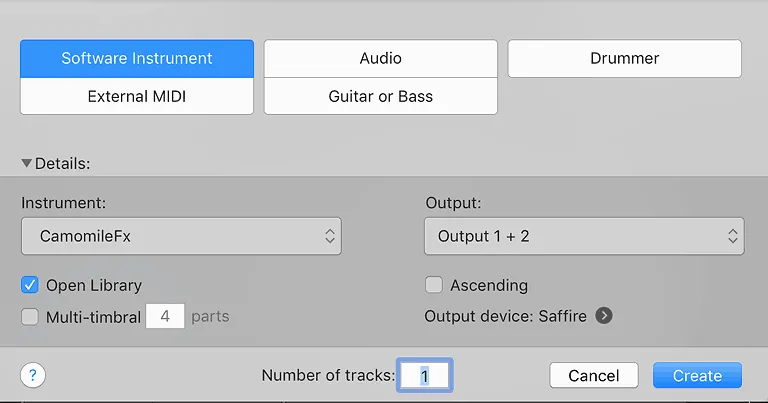 Software Instrument
Audio
Drummer
External MIDI
Guitar or Bass
Details:
Instrument:
Output:
CamomileFx
Output 1 + 2
Open Library
Ascending
Multi-timbral 4 parts
Output device: Saffire
? Number of tracks: 1 Cancel Create